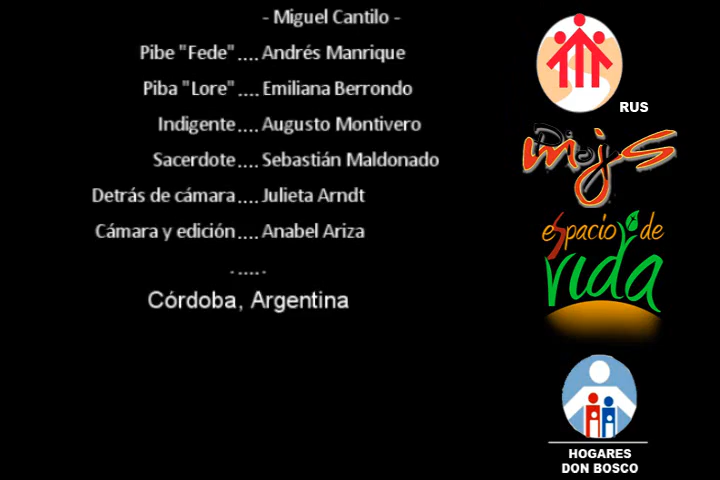 - Miguel Cantilo -
Pibe "Fede".... Andrés Manrique
Piba "Lore".... Emiliana Berrondo
Indigente.... Augusto Montivero
Sacerdote.... Sebastián Maldonado
Detrás de cámara.... Julieta Arndt
Cámara y edición.... Anabel Ariza
. ..... .
Córdoba, Argentina
RUS
mjs
espacio de
vida
HOGARES
DON BOSCO